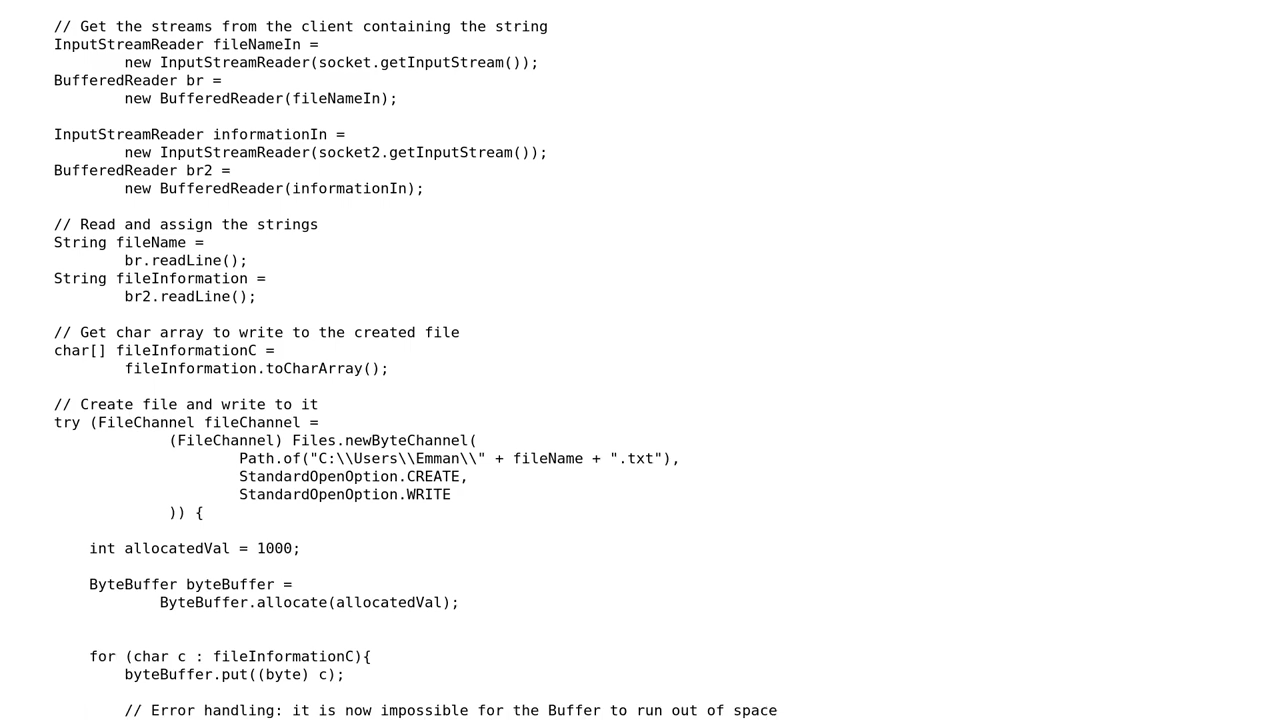 // Get the streams from the client containing the string
InputStreamReader fileNameIn =
new InputStreamReader(socket.getInputStream());
BufferedReader br =
new BufferedReader(fileNameIn);
InputStreamReader informationIn =
new InputStreamReader(socket2.getInputStream());
BufferedReader br2 =
new BufferedReader(informationIn);
// Read and assign the strings
String fileName =
br.readLine();
String fileInformation =
br2.readLine();
// Get char array to write to the created file
char[] fileInformationC =
fileInformation.toCharArray();
// Create file and write to it
try (FileChannel fileChannel =
(FileChannel) Files.newByteChannel(
Path.of("C:\\Users\\Emman\\" + fileName + ".txt"),
StandardOpenOption.CREATE,
StandardOpenOption.WRITE
)) {
int allocatedVal = 1000;
ByteBuffer byteBuffer =
ByteBuffer.allocate(allocatedVal);
for (char c : fileInformationC){
byteBuffer.put((byte) c);
// Error handling: it is now impossible for the Buffer to run out of space